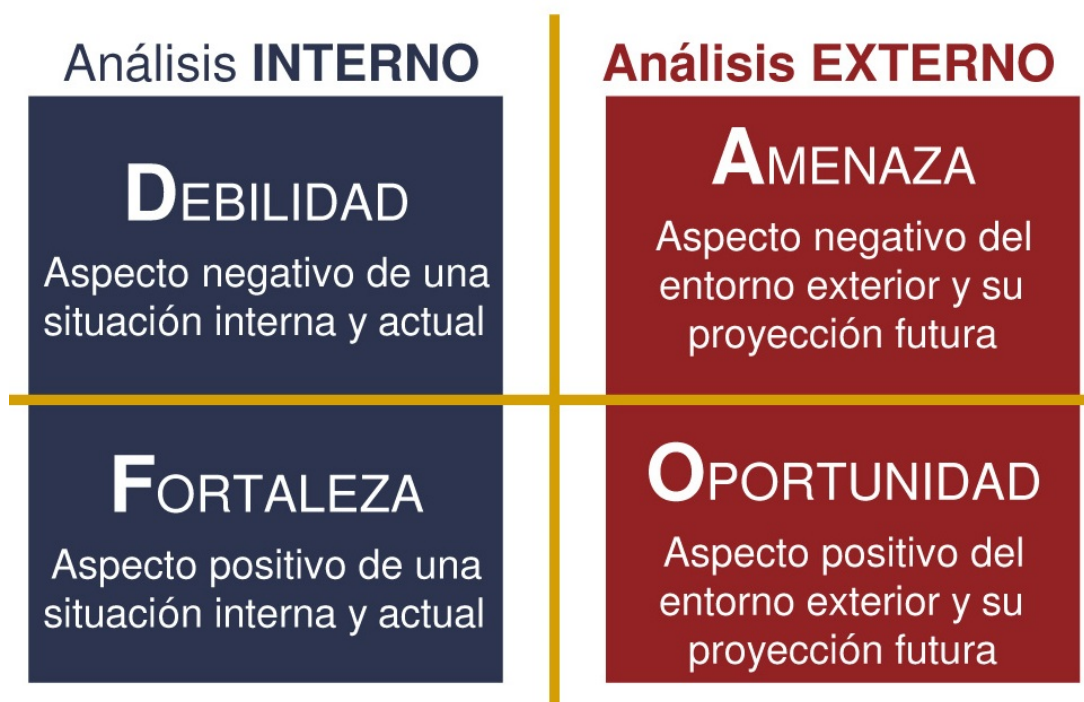 Análisis INTERNO
DEBILIDAD
Aspecto negativo de una
situación interna y actual
FORTALEZA
Aspecto positivo de una
situación interna y actual
Análisis EXTERNO
AMENAZA
Aspecto negativo del
entorno exterior y su
proyección futura
OPORTUNIDAD
Aspecto positivo del
entorno exterior y su
proyección futura